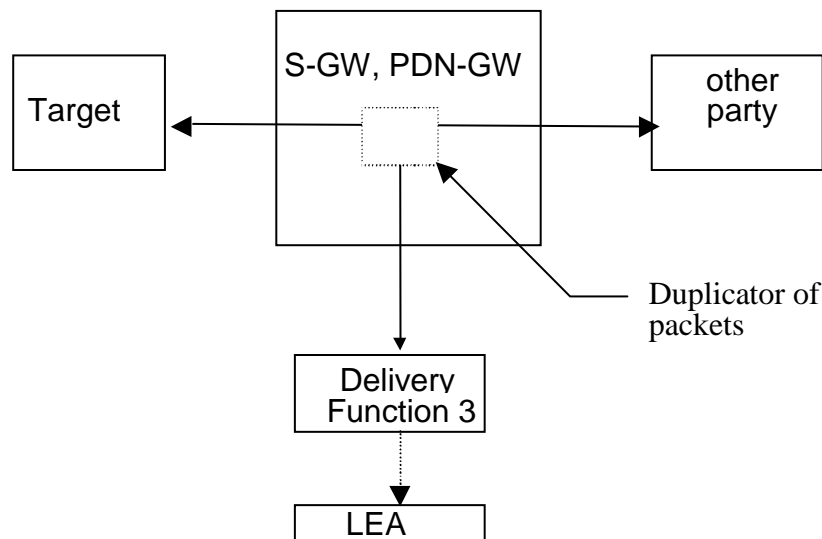 S-GW, PDN-GW
Target
other
party
Duplicator of
packets
Delivery
Function 3
LEA